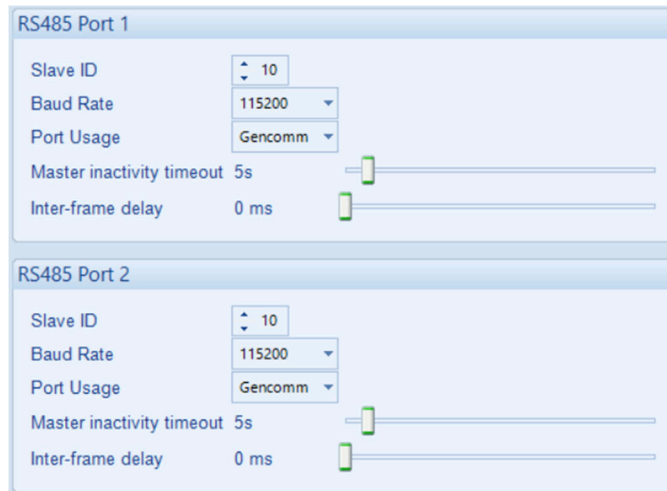 RS485 Port 1
Slave ID 10
Baud Rate 115200
Port Usage Gencomm
Master inactivity timeout 5s
Inter-frame delay 0 ms
RS485 Port 2
Slave ID 10
Baud Rate 115200
Port Usage Gencomm
Master inactivity timeout 5s
Inter-frame delay 0 ms